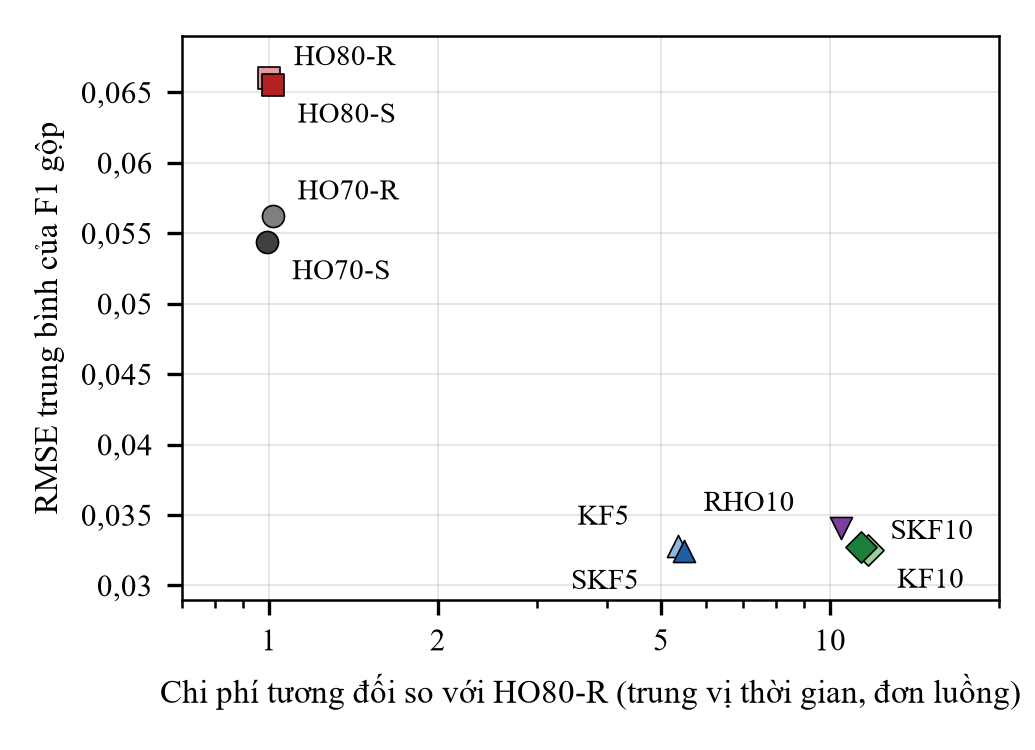 HO80-R
HO80-S
HO70-R
HO70-S
RHO10
KF5
SKF10
SKF5
KF10
0,065
0,06
0,055
0,05
0,045
0,04
0,035
0,03
1
2
5
10
RMSE trung bình của F1 gộp
Chi phí tương đối so với HO80-R (trung vị thời gian, đơn luồng)